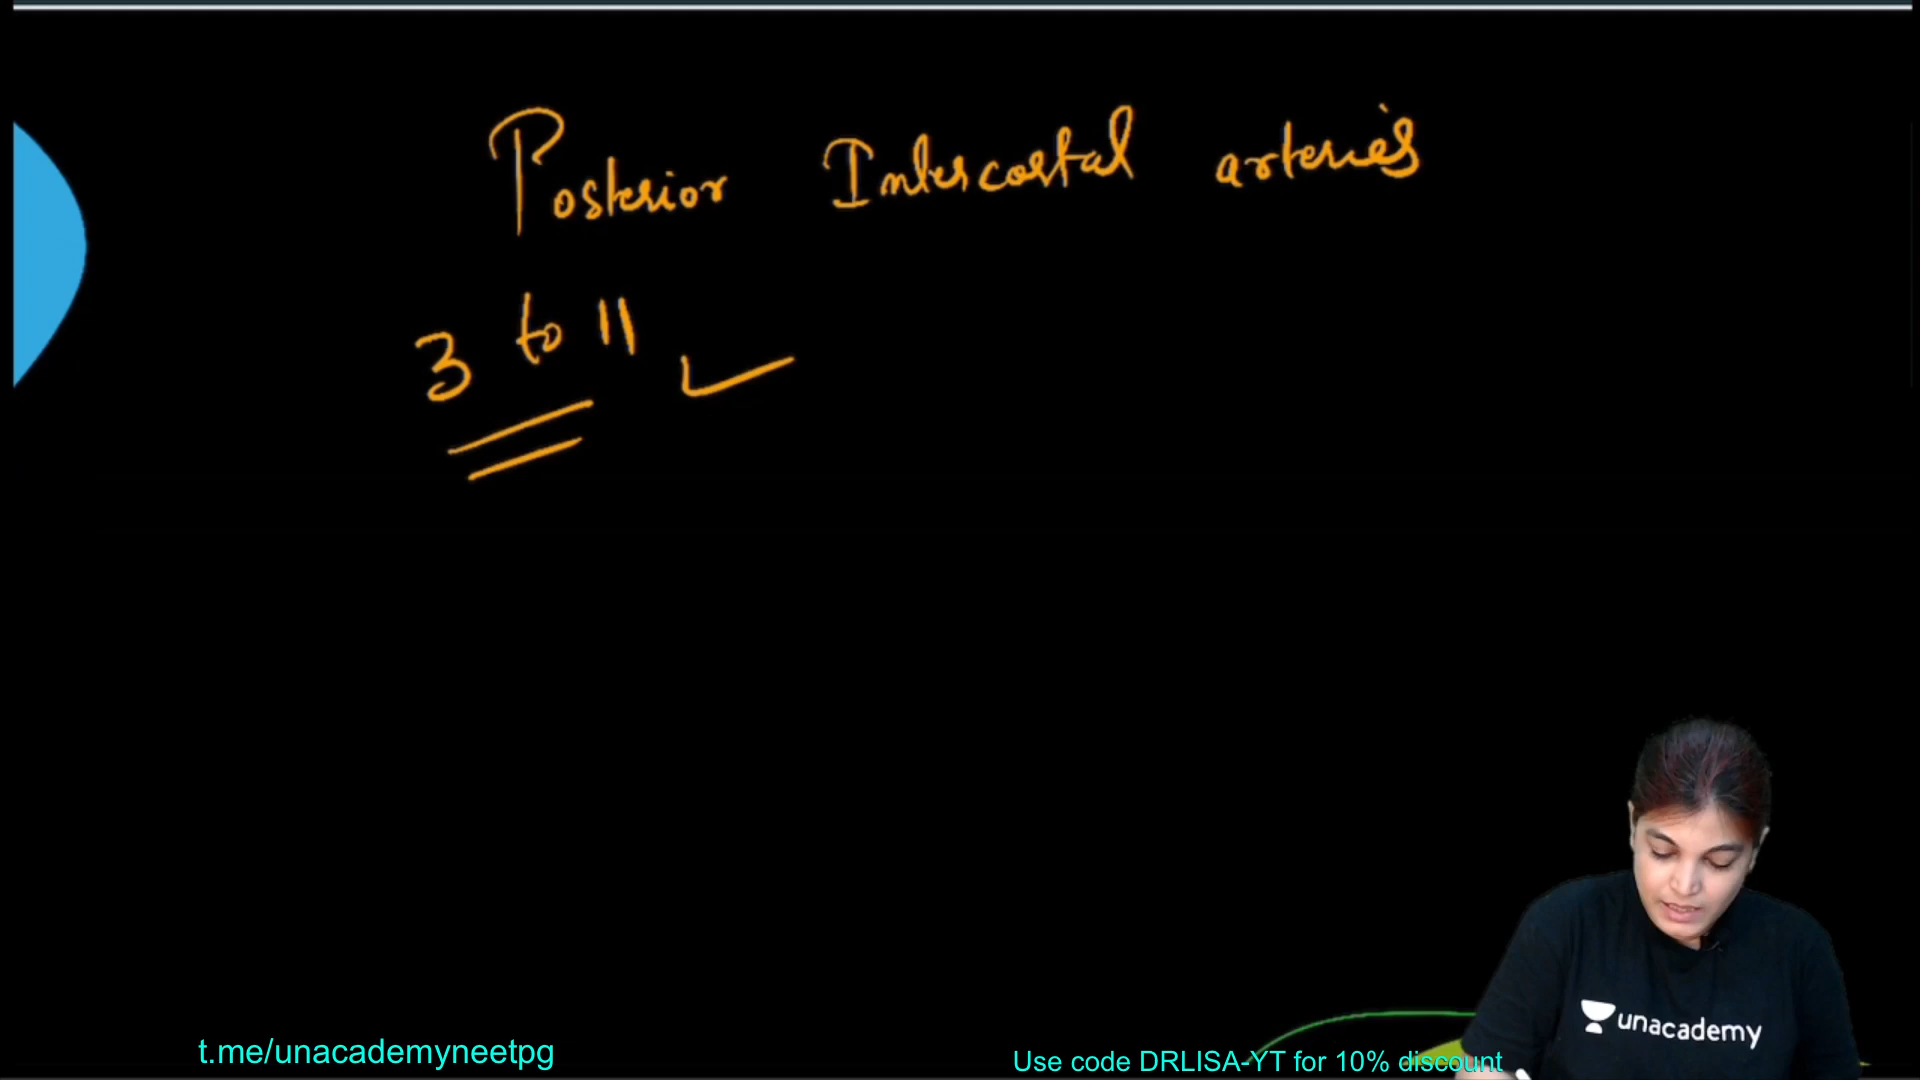 Posterior Intercostal arteries
3 to 11
unacademy
t.me/unacademyneetpg
Use code DRLISA-YT for 10% discount